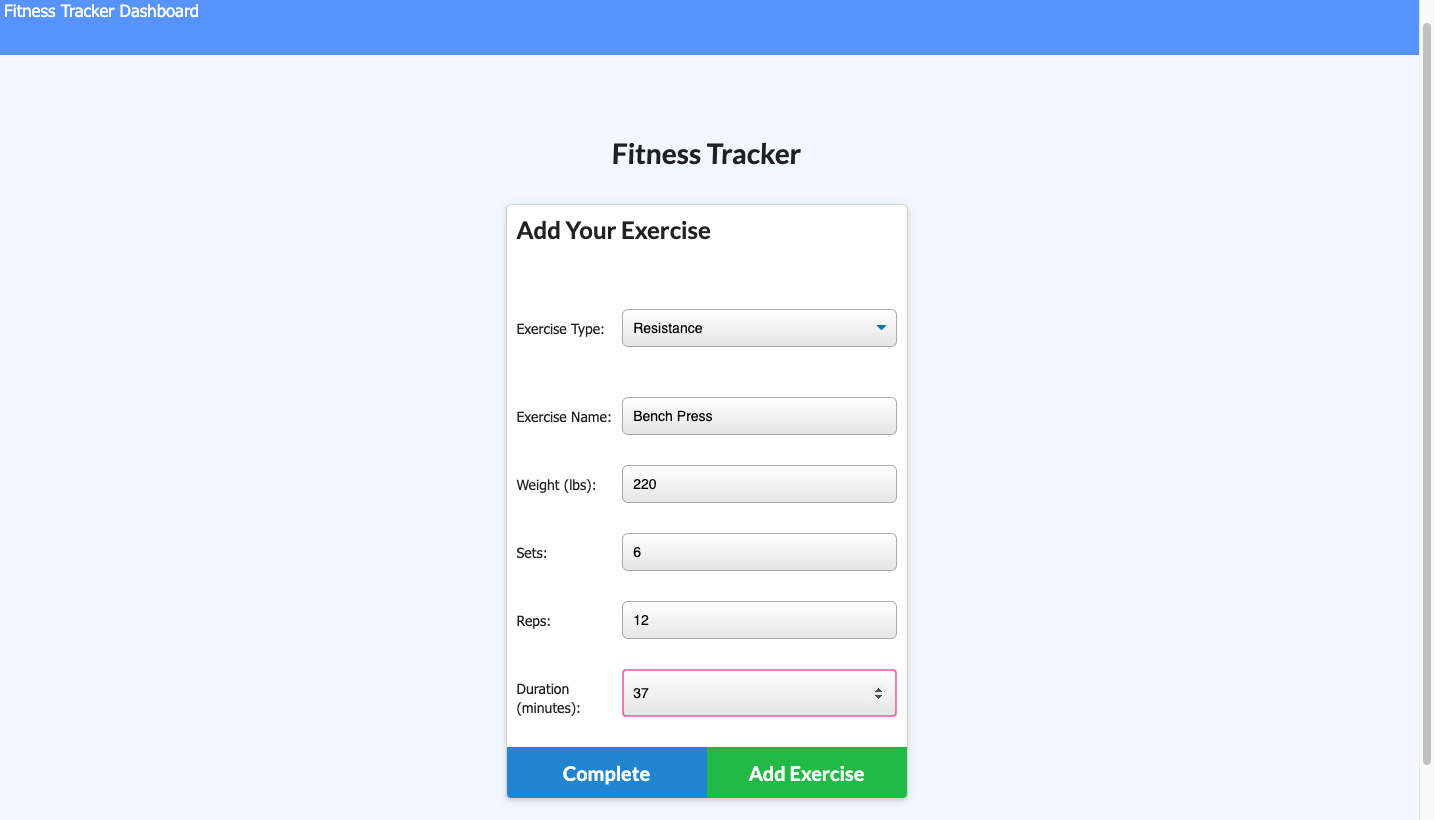 Fitness Tracker Dashboard
Fitness Tracker
Add Your Exercise
Exercise Type: Resistance
Exercise Name: Bench Press
Weight (lbs): 220
Sets: 6
Reps: 12
Duration
(minutes): 37
Complete Add Exercise